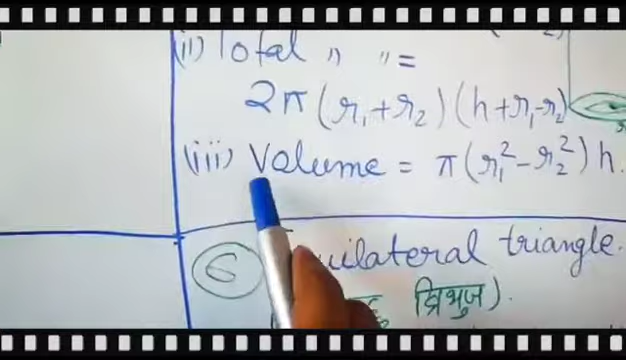 (ii) Total " " =
2π (r₁+r₂) (h+r₁-r₂)
(iii) Volume = π(r₁²-r₂²) h.
6 uilateral triangle.
त्रिभुज).